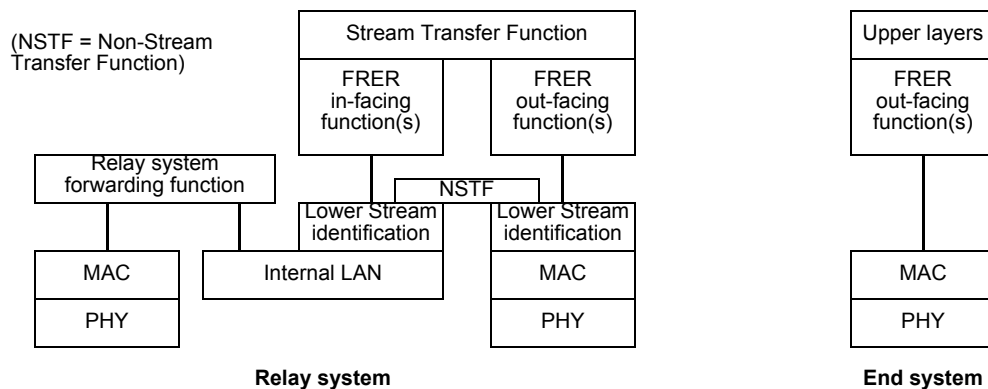 (NSTF = Non-Stream
Transfer Function)
Stream Transfer Function
Upper layers
FRER
in-facing
function(s)
FRER
out-facing
function(s)
FRER
out-facing
function(s)
Relay system
forwarding function
NSTF
Lower Stream
identification
Lower Stream
identification
MAC
Internal LAN
MAC
MAC
PHY
PHY
PHY
Relay system
End system